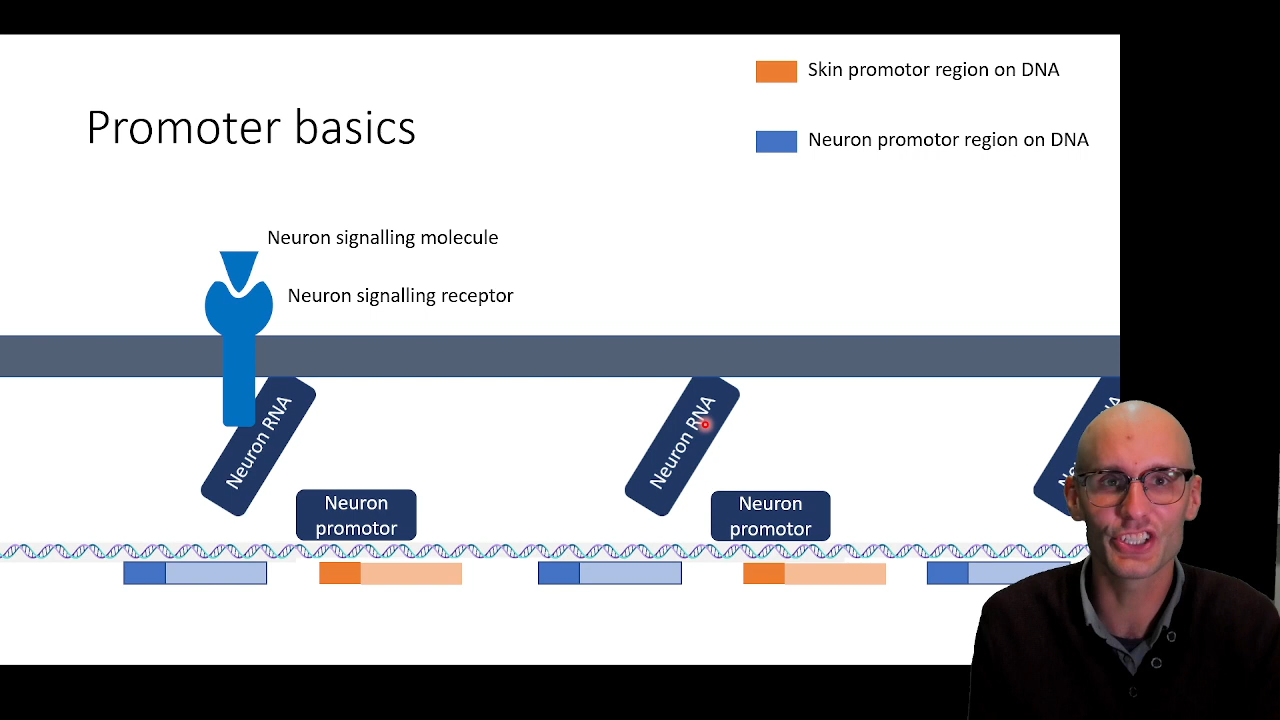 Skin promotor region on DNA
Promoter basics
Neuron promotor region on DNA
Neuron signalling molecule
Neuron signalling receptor
Neuron RNA
Neuron RNA
Neuron
promotor
Neuron
promotor